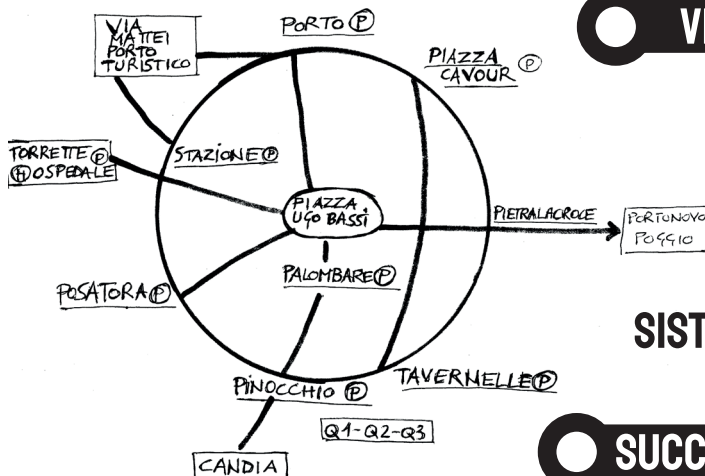 VIA
MATTEI
PORTO
TURISTICO
PORTO P
PIAZZA
CAVOUR P
TORRETTE P
H OSPEDALE
STAZIONE P
PIAZZA
UGO BASSI
PIETRALACROCE
PORTONOVO
POGGIO
PALOMBARE P
POSATORA P
PINOCCHIO P
TAVERNELLE P
Q1-Q2-Q3
CANDIA
SIST
SUCC